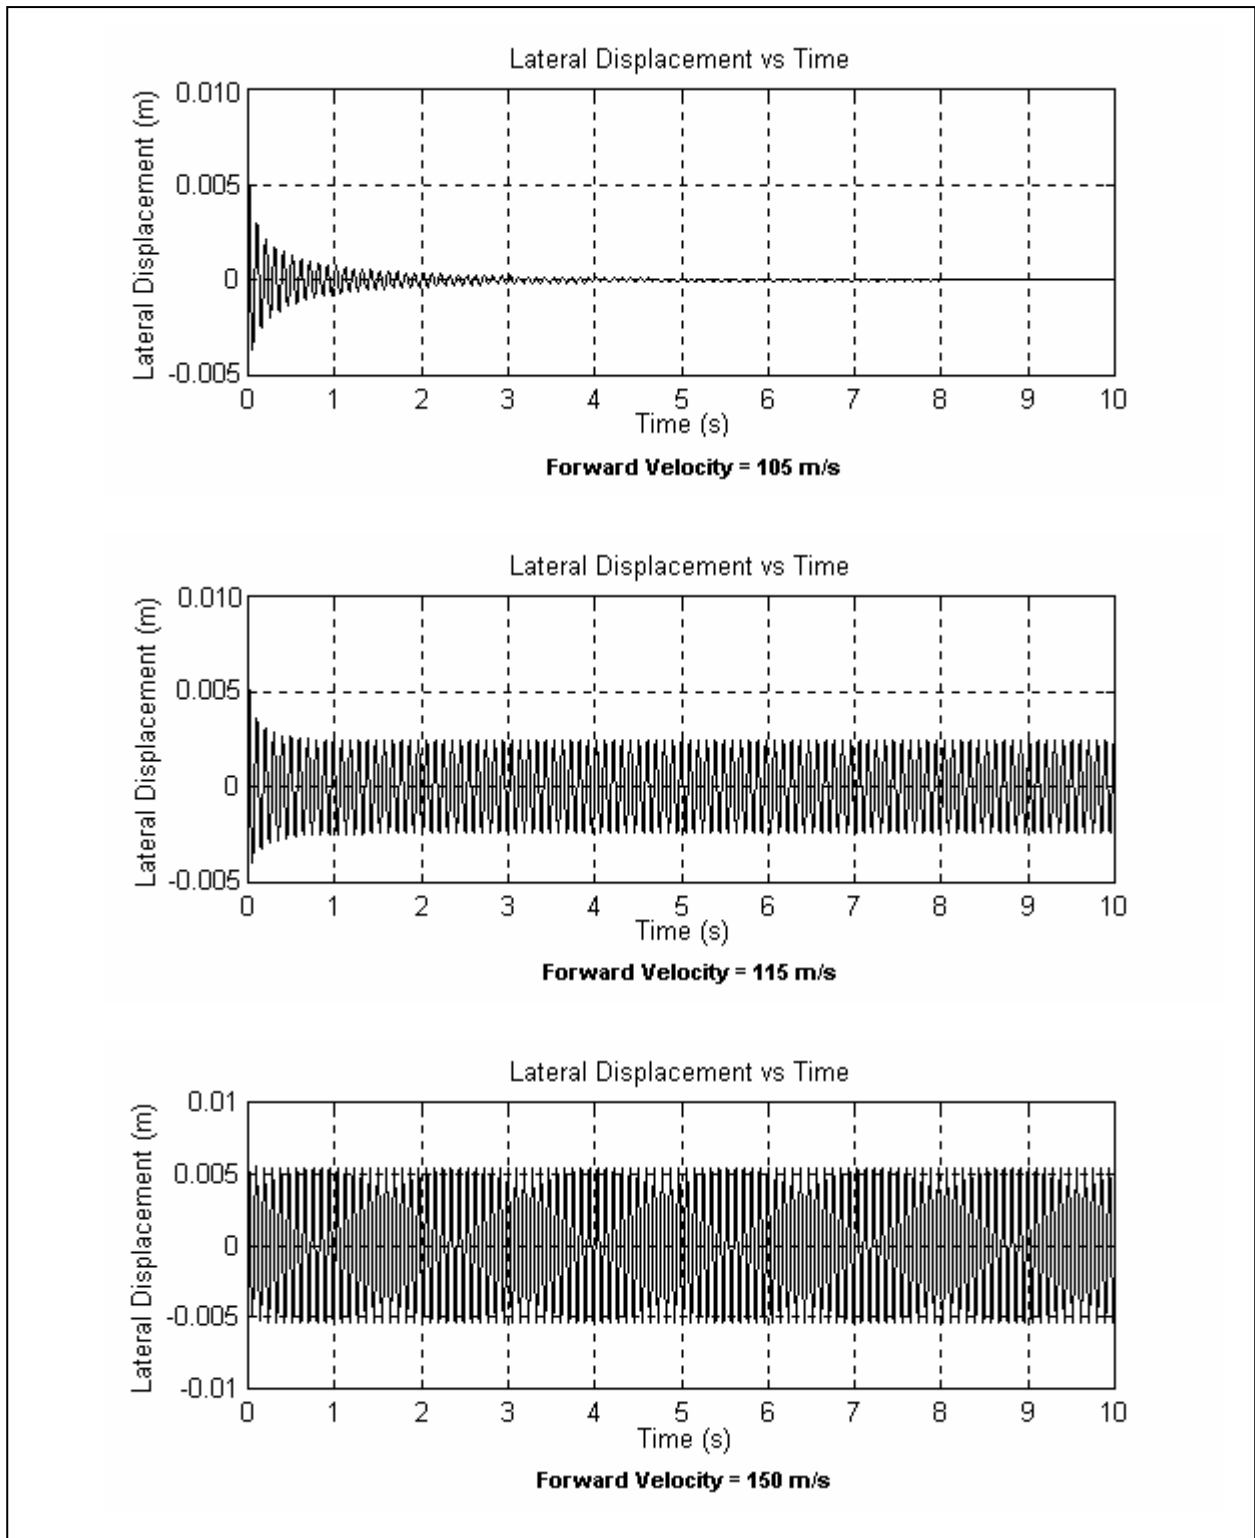 Lateral Displacement vs Time
Lateral Displacement (m)
0.010
0.005
0
-0.005
0 1 2 3 4 5 6 7 8 9 10
Time (s)
Forward Velocity = 105 m/s
Lateral Displacement vs Time
Lateral Displacement (m)
0.010
0.005
0
-0.005
0 1 2 3 4 5 6 7 8 9 10
Time (s)
Forward Velocity = 115 m/s
Lateral Displacement vs Time
Lateral Displacement (m)
0.01
0.005
0
-0.005
-0.01
0 1 2 3 4 5 6 7 8 9 10
Time (s)
Forward Velocity = 150 m/s